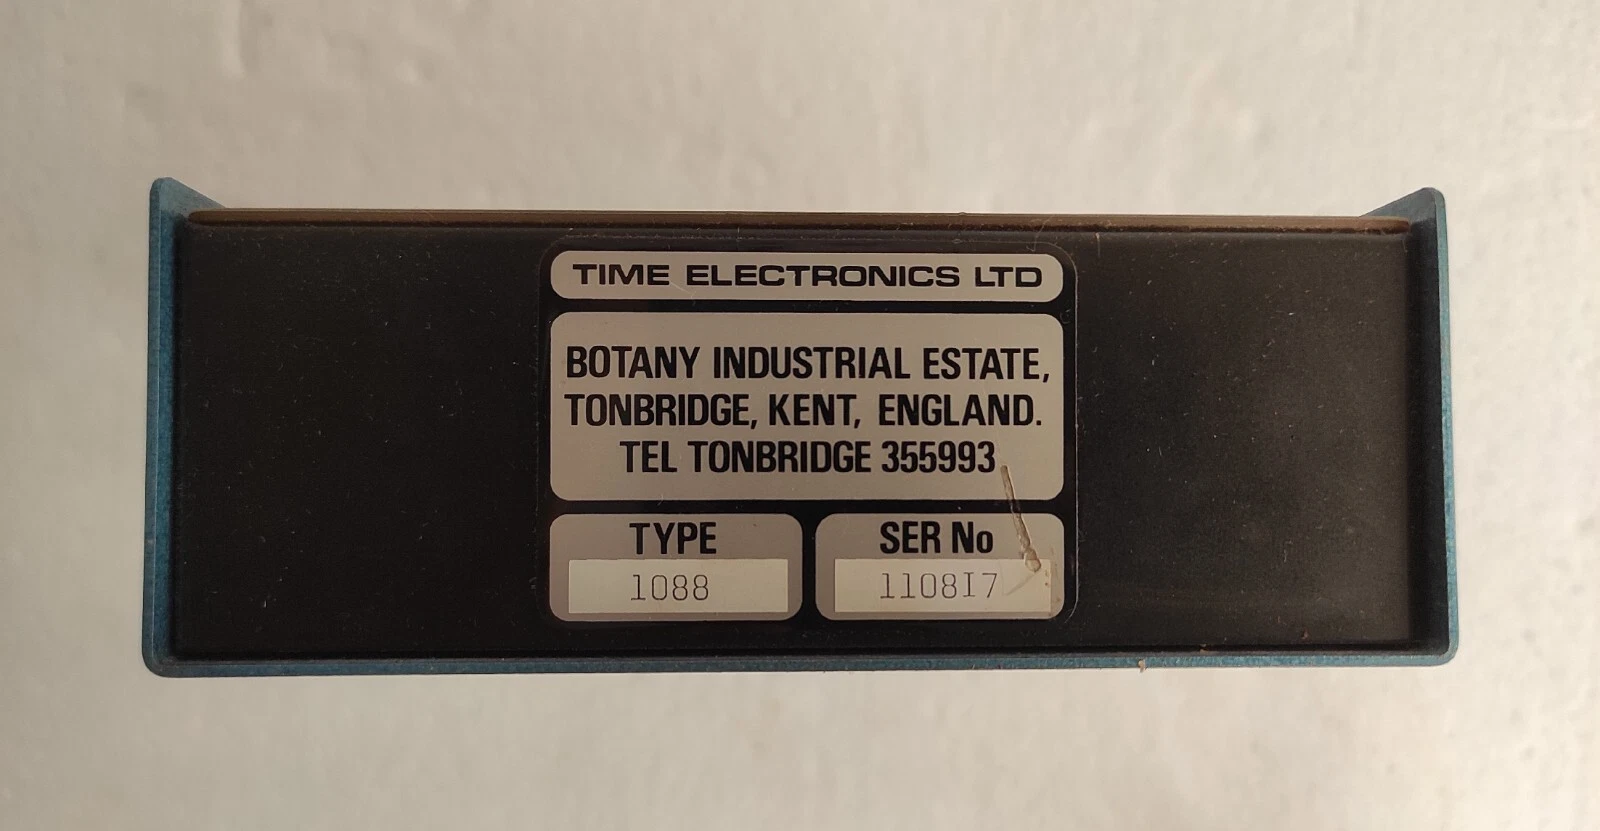 TIME ELECTRONICS LTD
BOTANY INDUSTRIAL ESTATE,
TONBRIDGE, KENT, ENGLAND.
TEL TONBRIDGE 355993
TYPE
1088
SER No
1108I7